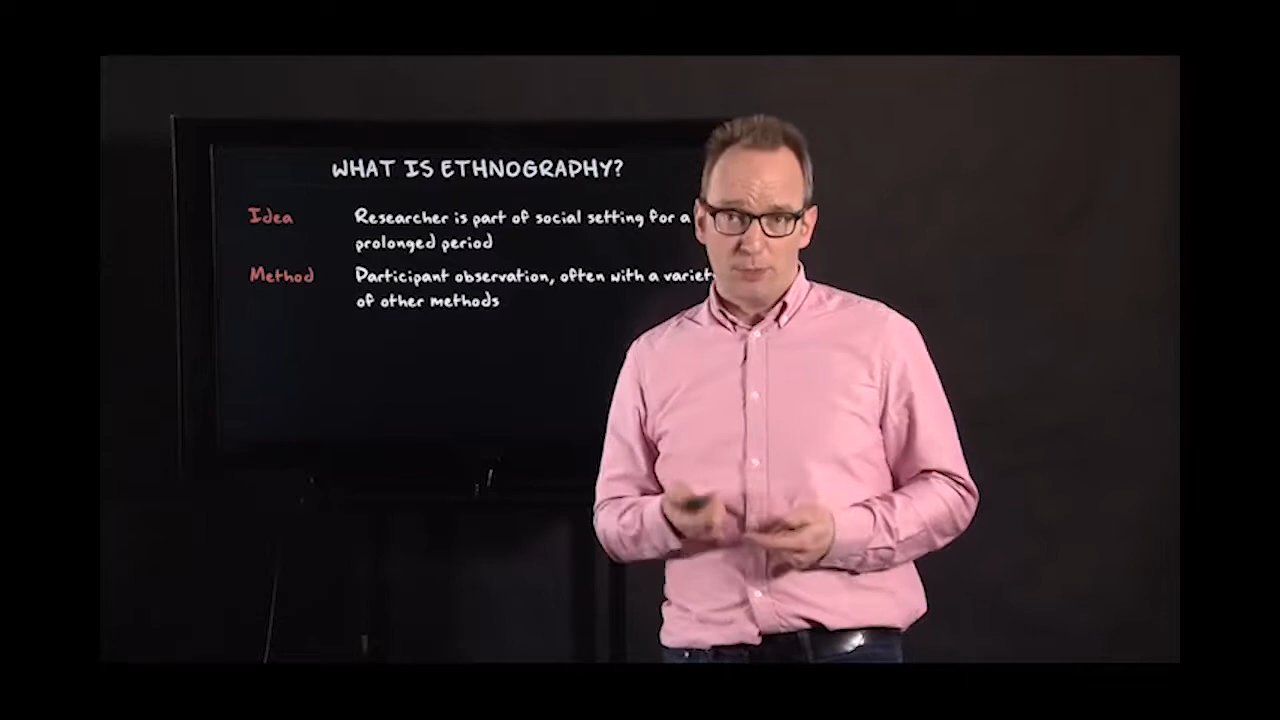 WHAT IS ETHNOGRAPHY?
Idea Researcher is part of social setting for a
prolonged period
Method Participant observation, often with a
of other methods